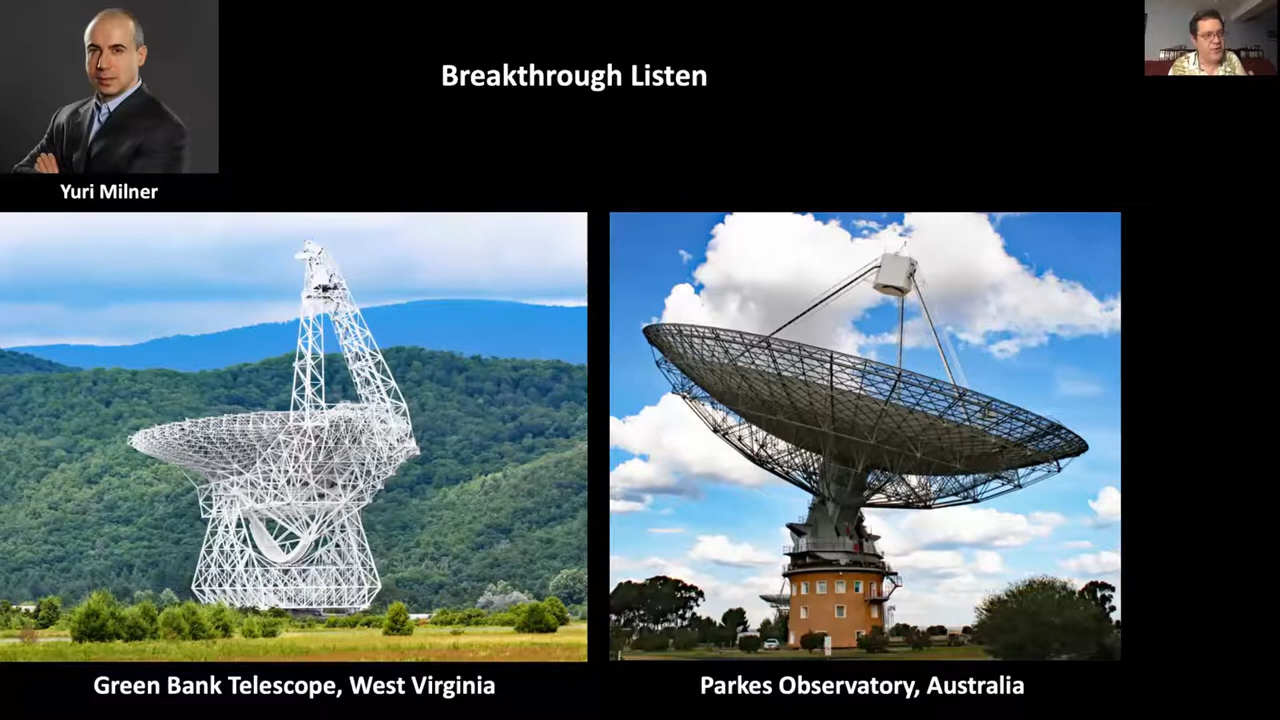 Breakthrough Listen
Yuri Milner
Green Bank Telescope, West Virginia
Parkes Observatory, Australia